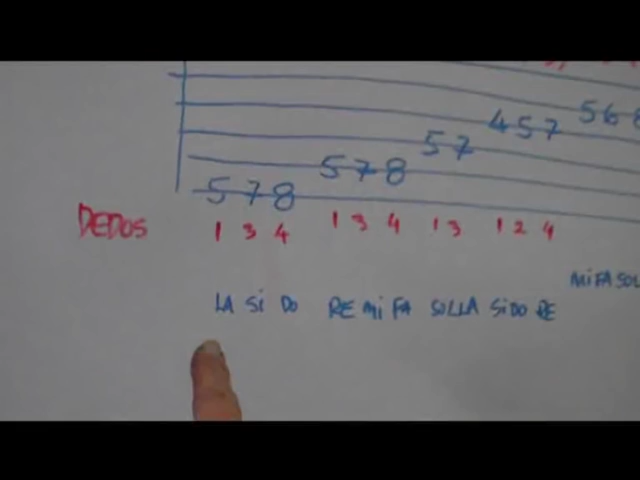 5 6 8
4 5 7
5 7
5 7 8
5 7 8
DEDOS 1 3 4 1 3 4 1 3 1 2 4
MI FA SOL
LA SI DO RE MI FA SOL LA SI DO RE